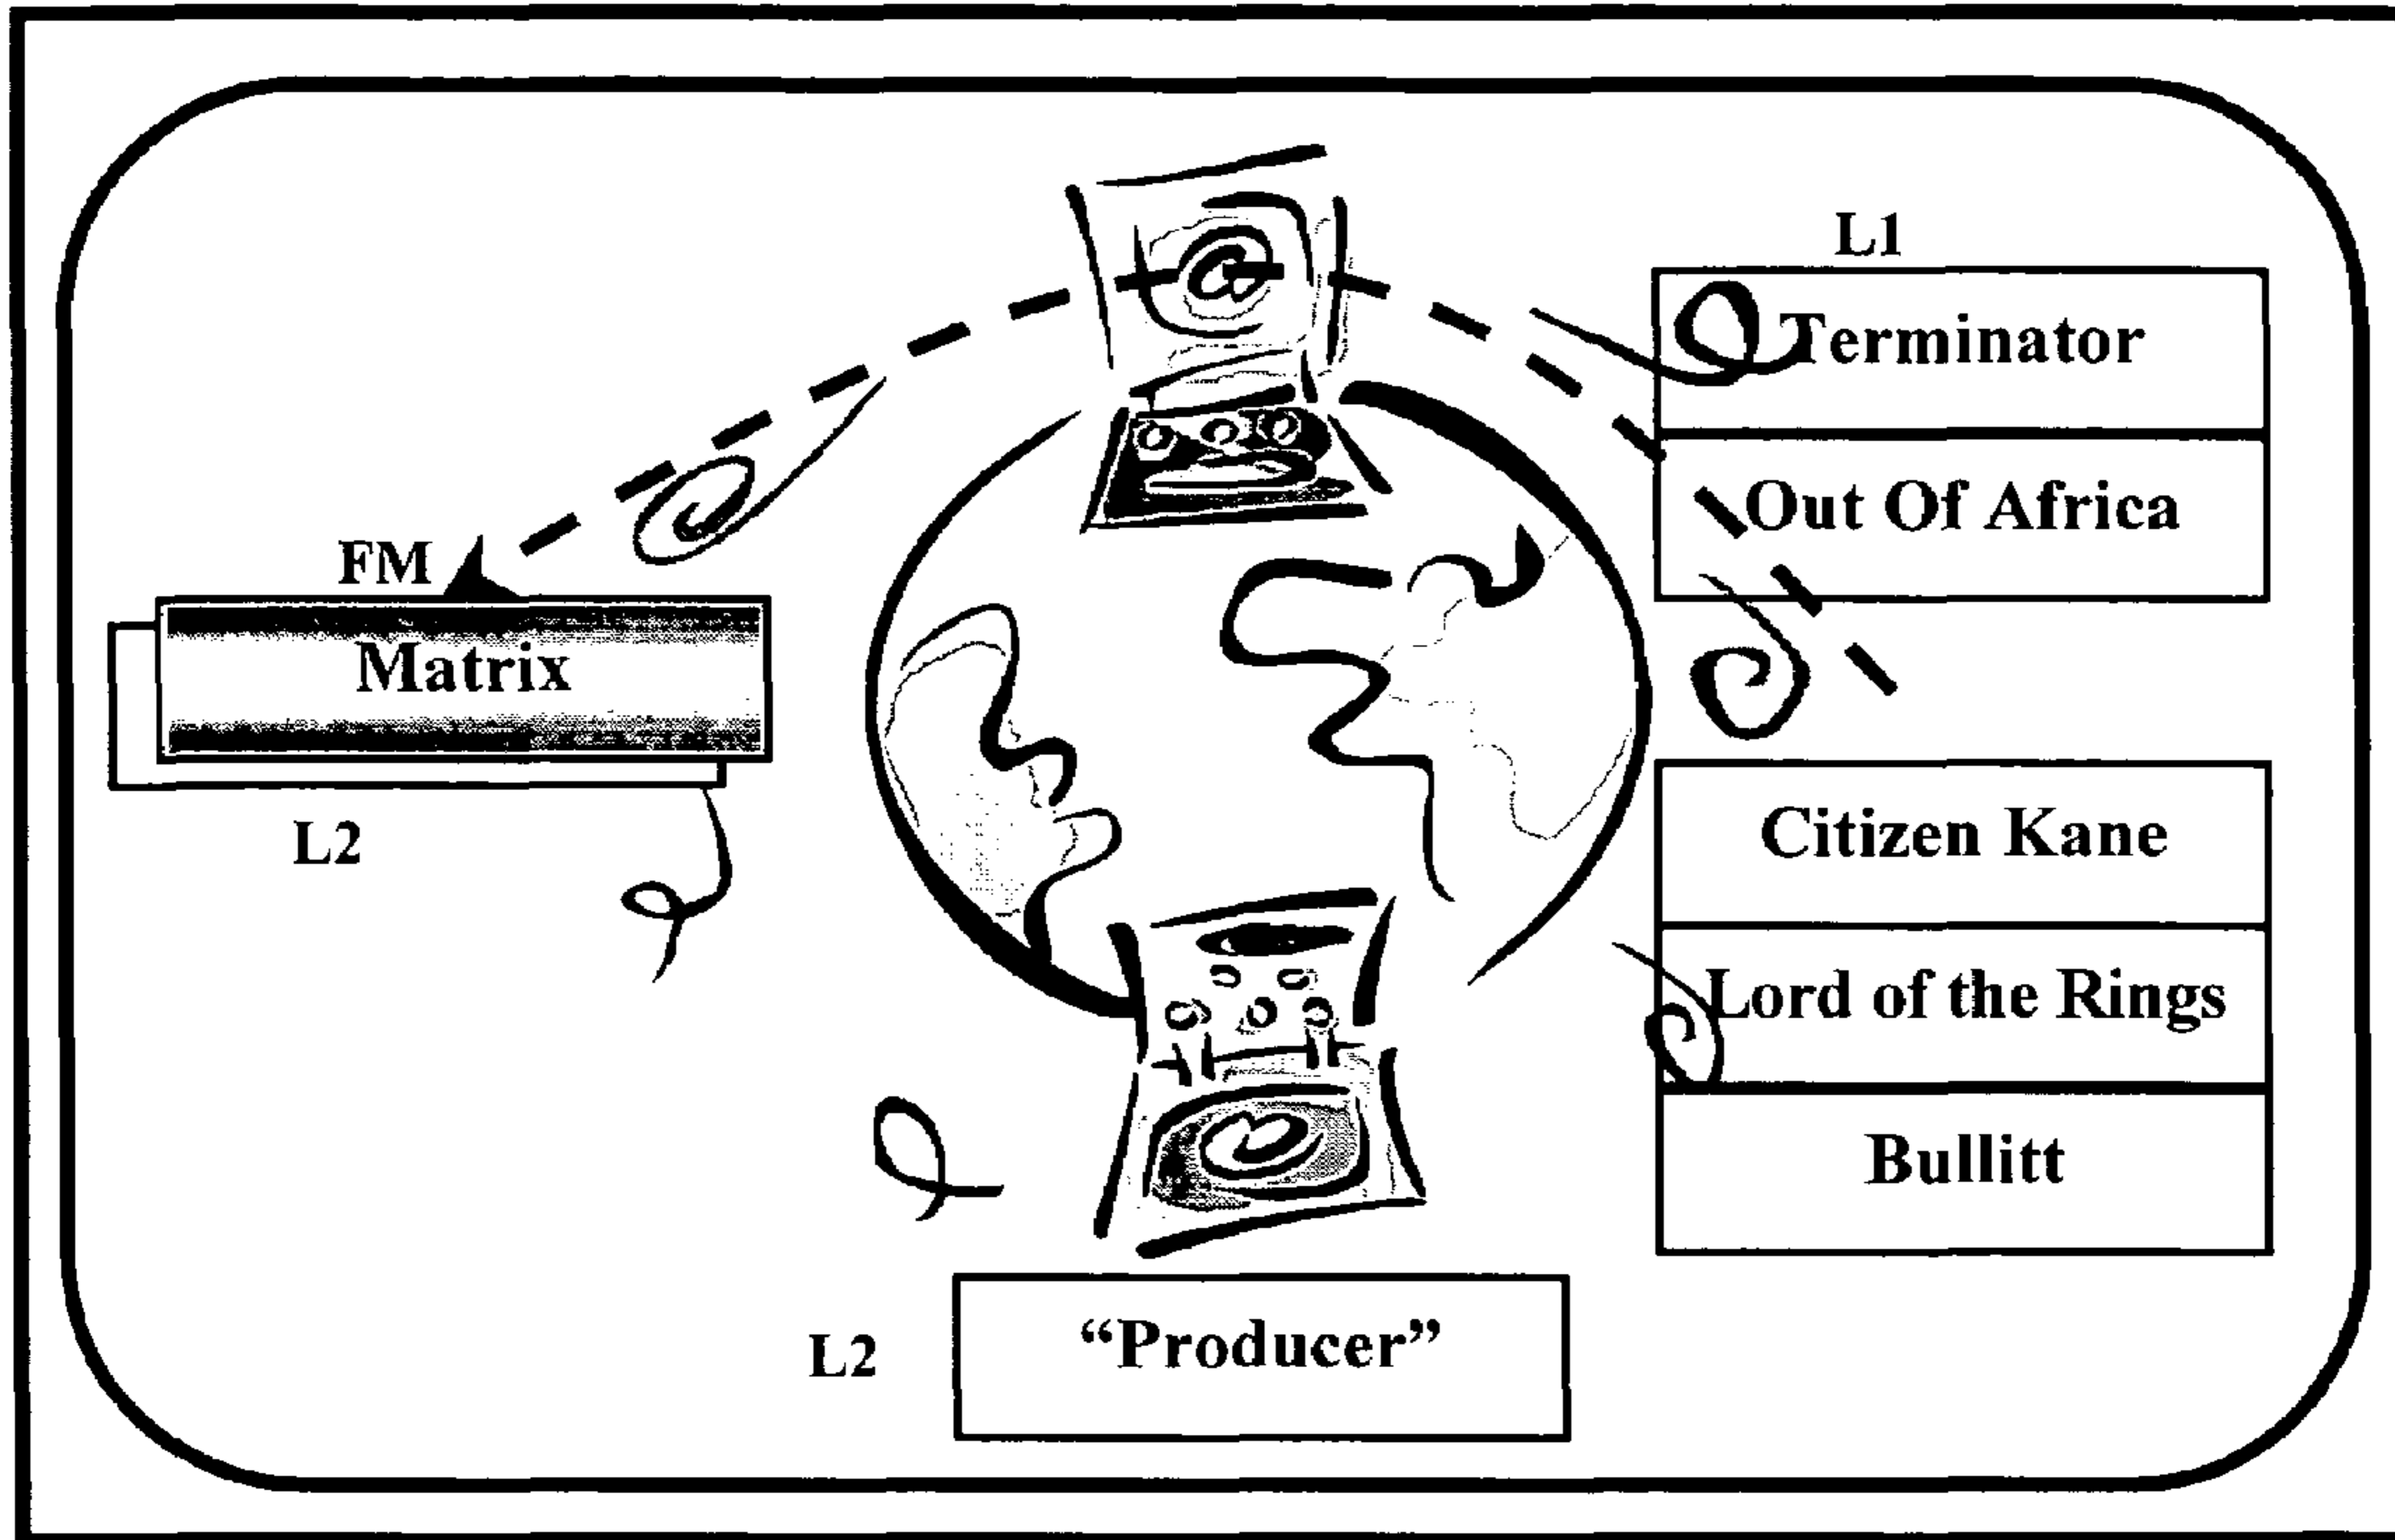 L1
Terminator
Out Of Africa
FM
Matrix
L2
Citizen Kane
Lord of the Rings
Bullitt
L2
“Producer”